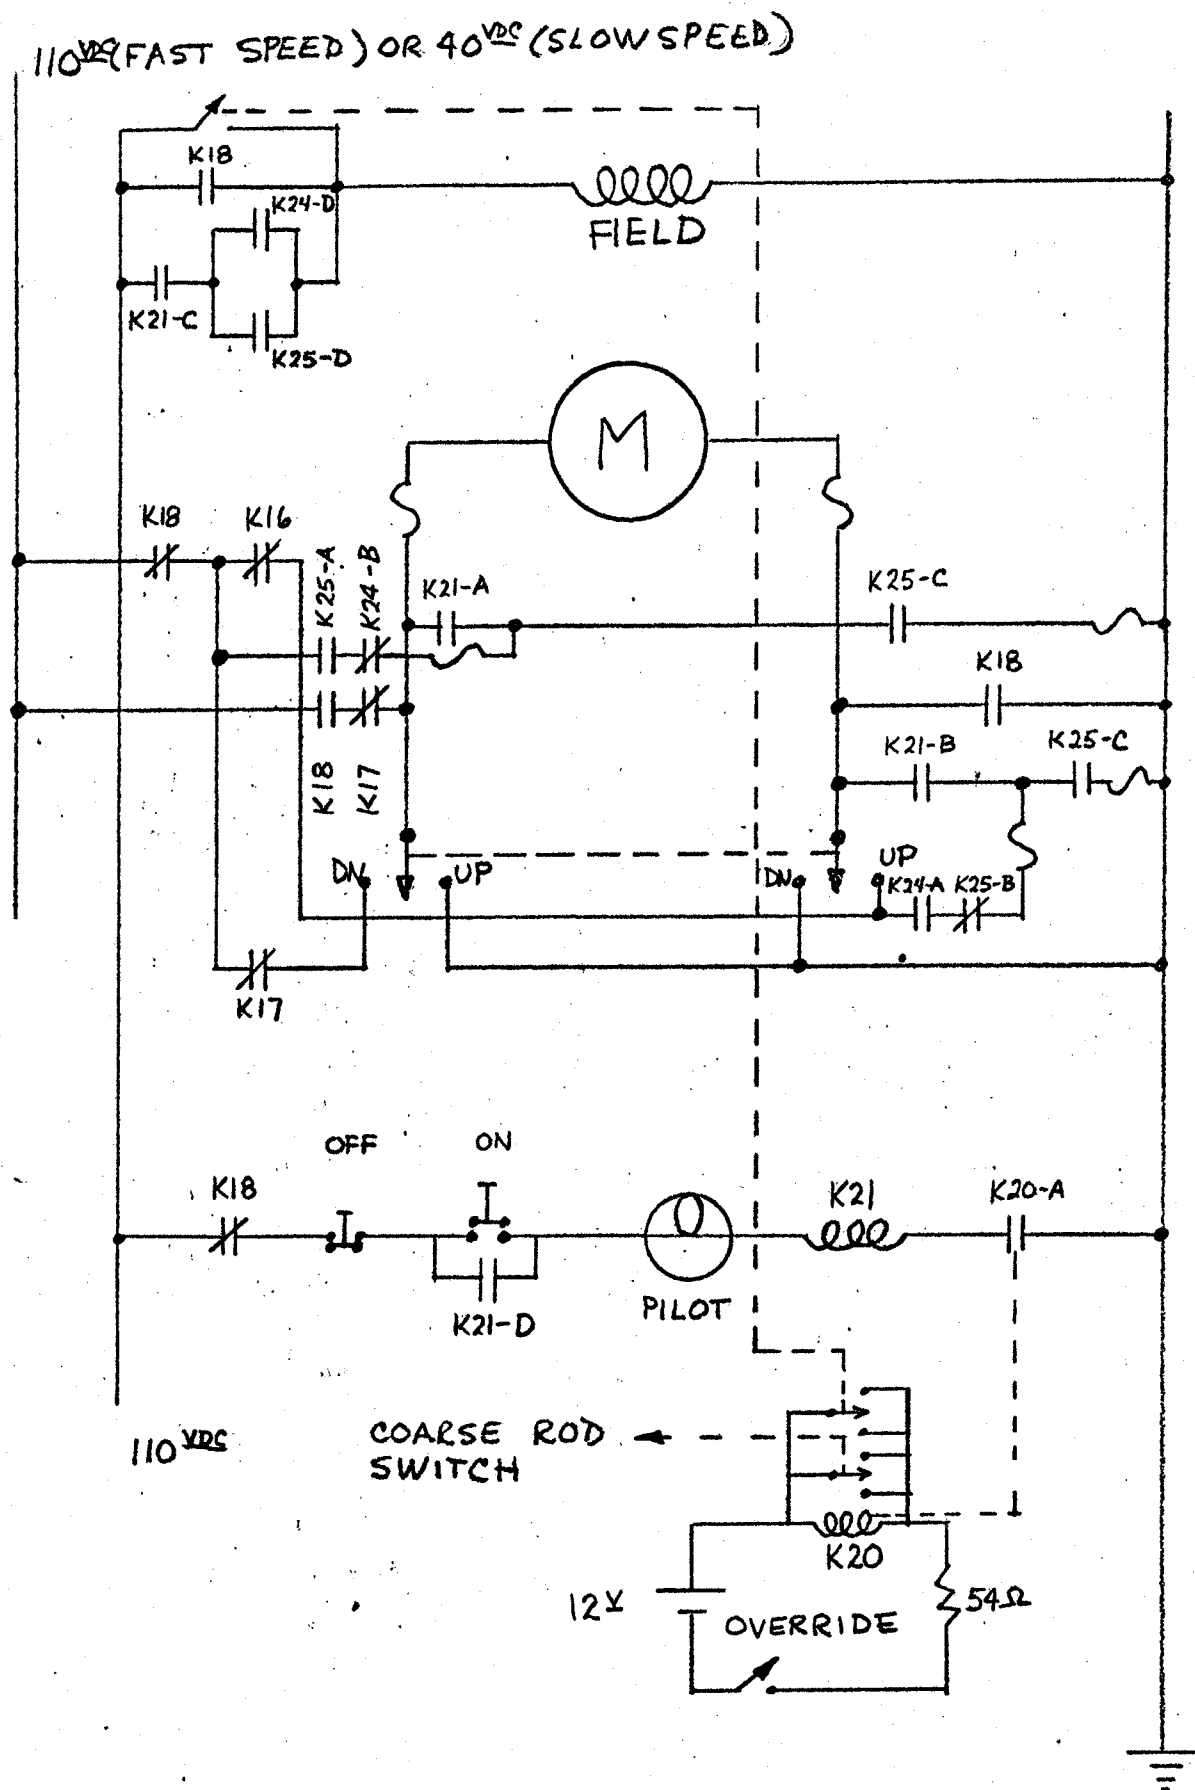 110VDC (FAST SPEED) OR 40VDC (SLOW SPEED)
K18
K24-D
FIELD
K21-C
K25-D
M
K18
K16
K25-A
K24-B
K21-A
K25-C
K18
K21-B
K25-C
K18
K17
DN
UP
DN
UP
K24-A
K25-B
K17
OFF
ON
K18
K21
K20-A
K21-D
PILOT
110VDC
COARSE ROD
SWITCH
K20
12V
54Ω
OVERRIDE